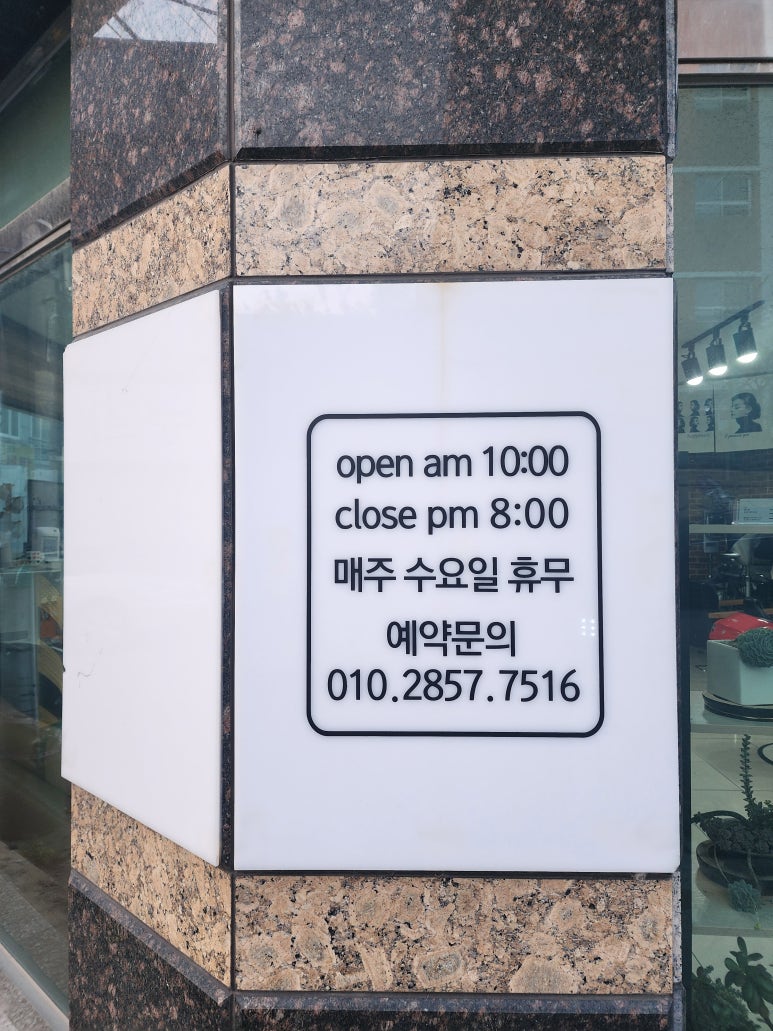 open am 10:00
close pm 8:00
매주 수요일 휴무
예약문의
010.2857.7516